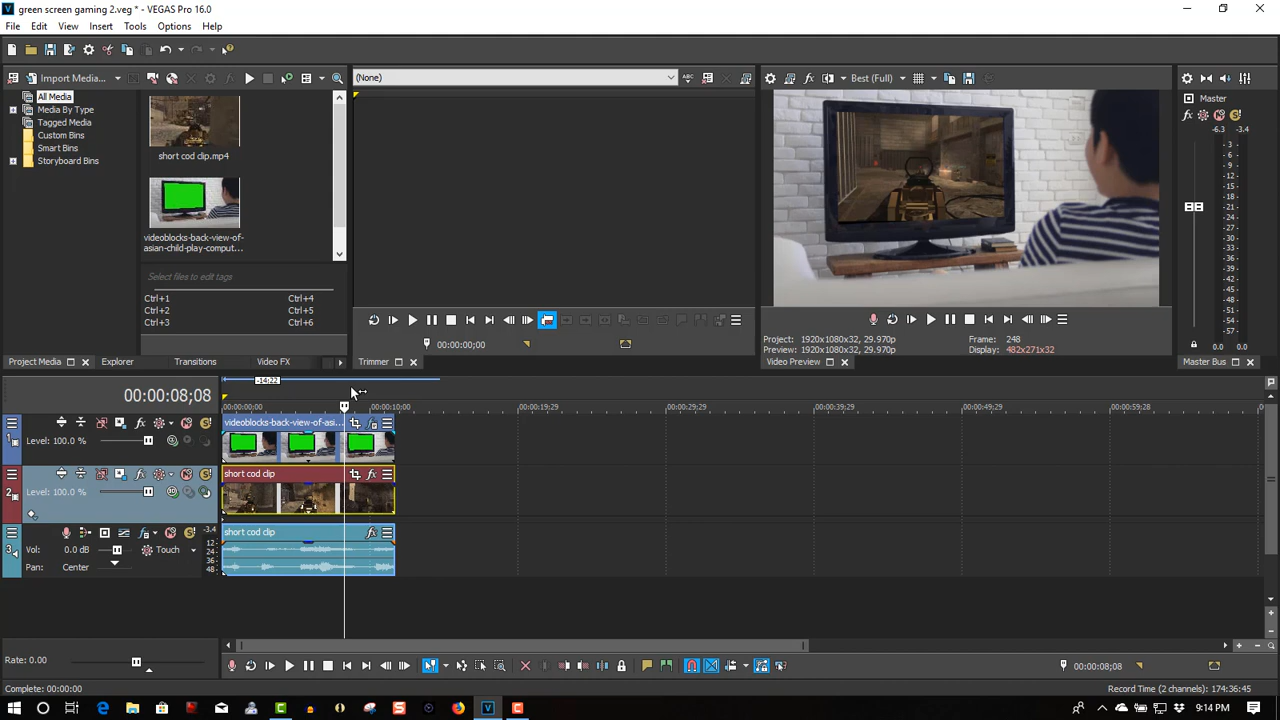 green screen gaming 2.veg * - VEGAS Pro 16.0
File Edit View Insert Tools Options Help
Import Media...
(None)
Best (Full)
All Media
Media By Type
Tagged Media
Custom Bins
Smart Bins
Storyboard Bins
short cod clip.mp4
videoblocks-back-view-of-
asian-child-play-comput...
Select files to edit tags
Ctrl+1 Ctrl+4
Ctrl+2 Ctrl+5
Ctrl+3 Ctrl+6
Master
-6.3 -3.4
3
6
9
12
15
18
21
24
27
30
33
36
39
42
45
48
51
54
57
0.0 0.0
00:00:00;00
Project: 1920x1080x32, 29.970p
Preview: 1920x1080x32, 29.970p
Frame: 248
Display: 482x271x32
Project Media Explorer Transitions Video FX Trimmer Video Preview Master Bus
00:00:08;08
-14;22
00:00:00;00 00:00:10;00 00:00:19;29 00:00:29;29 00:00:39;29 00:00:49;29 00:00:59;28
1
Level: 100.0 %
videoblocks-back-view-of-asi...
2
Level: 100.0 %
short cod clip
3
Vol: 0.0 dB Touch
Pan: Center
-3.4
12
24
36
48
short cod clip
Rate: 0.00
00:00:08;08
Complete: 00:00:00
Record Time (2 channels): 174:36:45
9:14 PM